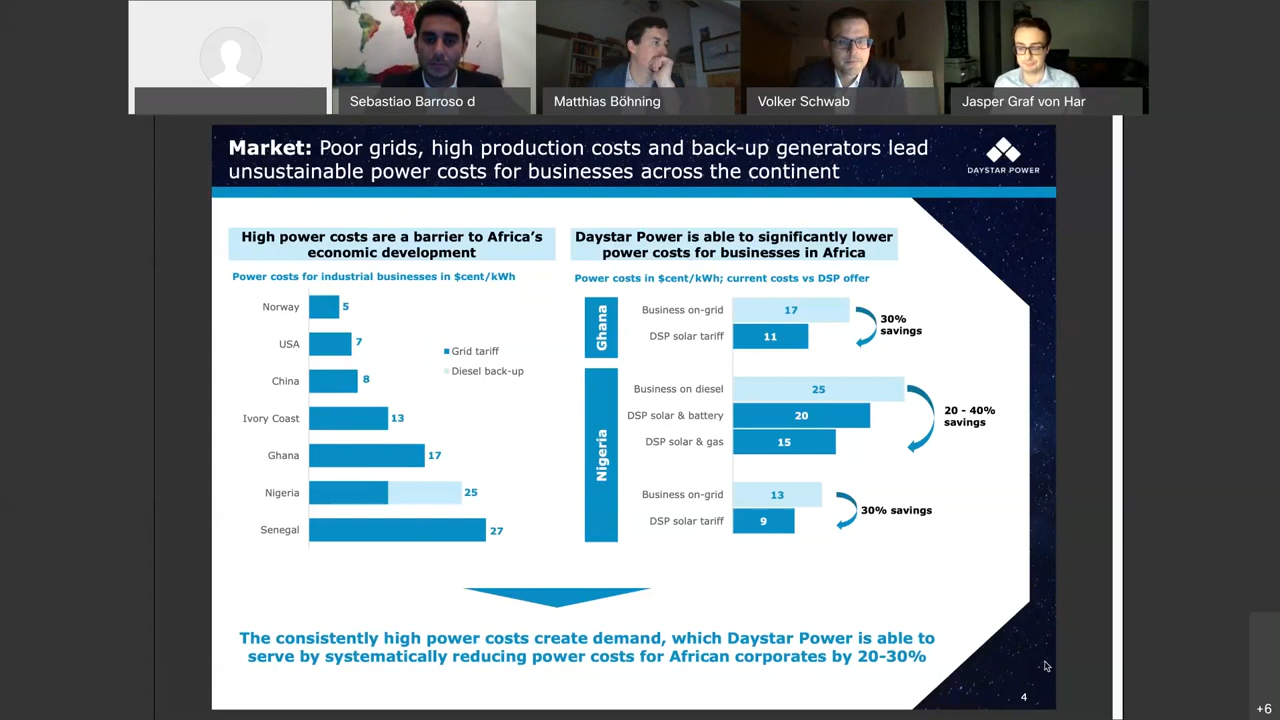 Sebastiao Barroso d
Matthias Böhning
Volker Schwab
Jasper Graf von Har
Market: Poor grids, high production costs and back-up generators lead
unsustainable power costs for businesses across the continent
DAYSTAR POWER
High power costs are a barrier to Africa's
economic development
Power costs for industrial businesses in $cent/kWh
Norway 5
USA 7
China 8
Ivory Coast 13
Ghana 17
Nigeria 25
Senegal 27
Grid tariff
Diesel back-up
Daystar Power is able to significantly lower
power costs for businesses in Africa
Power costs in $cent/kWh; current costs vs DSP offer
Ghana
Business on-grid 17
DSP solar tariff 11
30%
savings
Nigeria
Business on diesel 25
DSP solar & battery 20
DSP solar & gas 15
20 - 40%
savings
Business on-grid 13
DSP solar tariff 9
30% savings
The consistently high power costs create demand, which Daystar Power is able to
serve by systematically reducing power costs for African corporates by 20-30%
4
+6